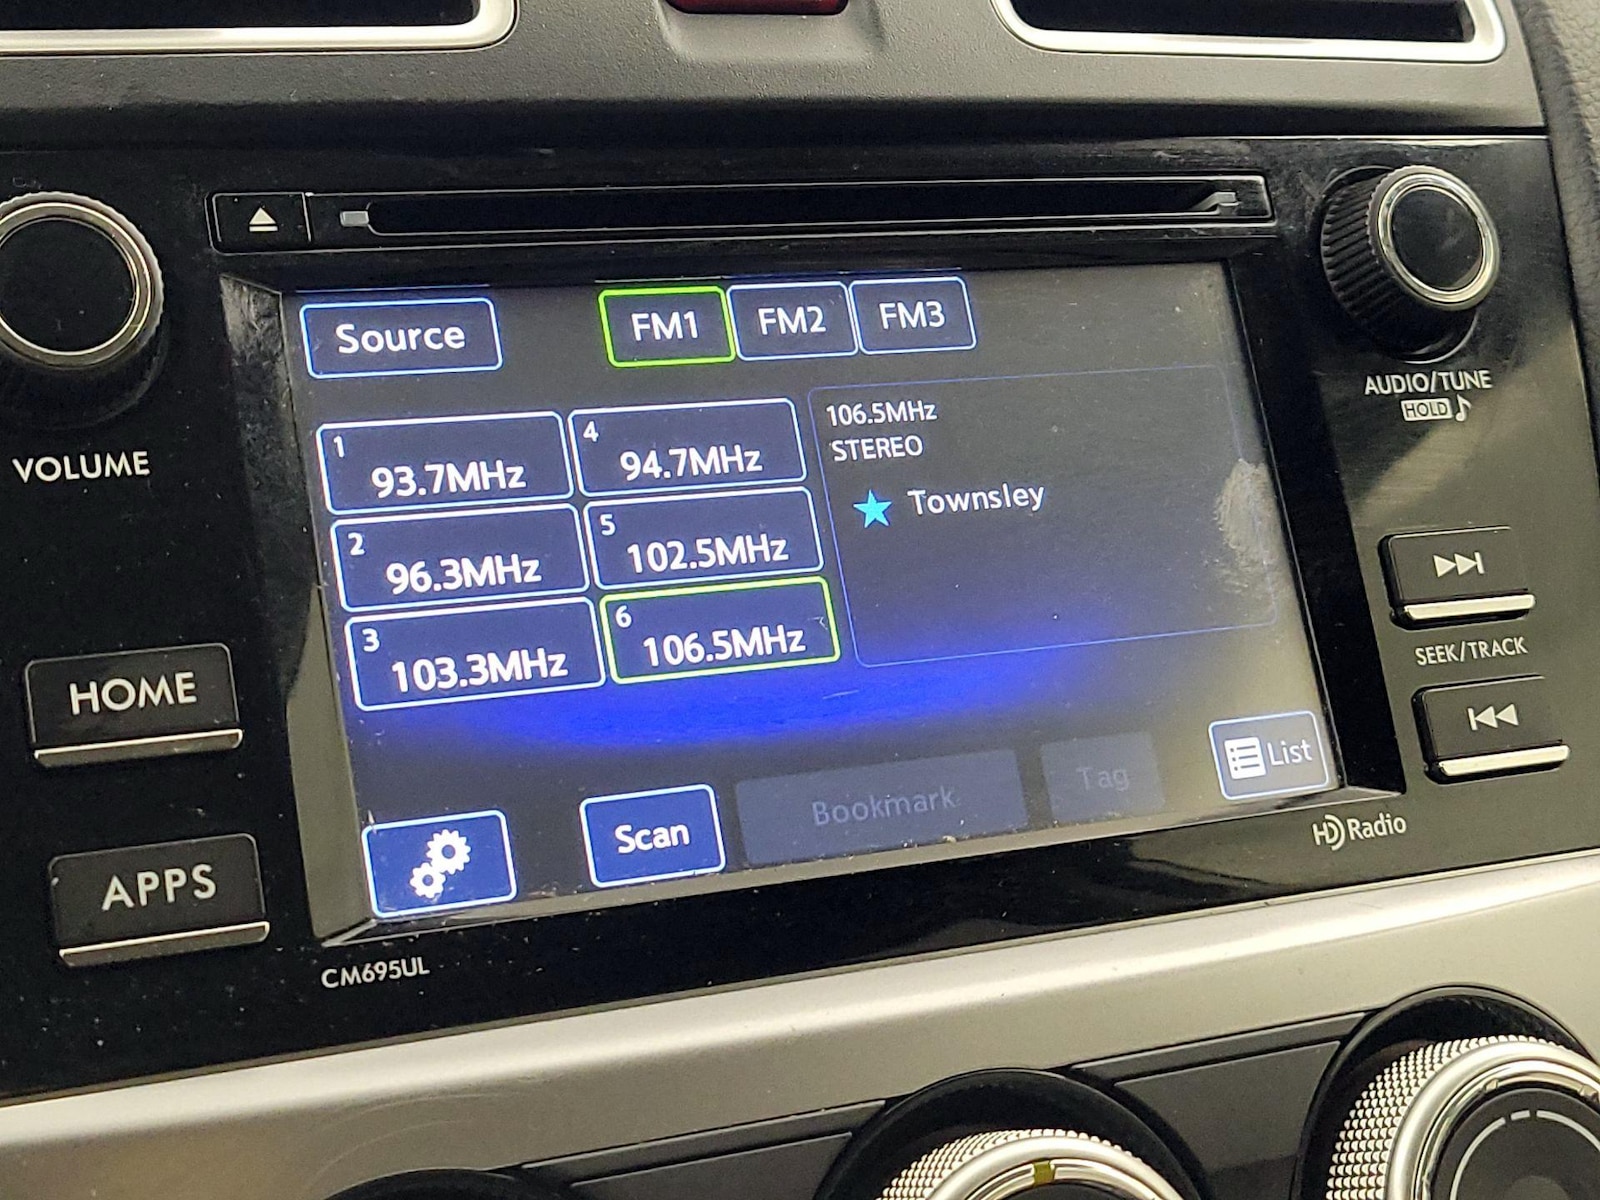 VOLUME
HOME
APPS
Source
FM1 FM2 FM3
1 93.7MHz
2 96.3MHz
3 103.3MHz
4 94.7MHz
5 102.5MHz
6 106.5MHz
106.5MHz
STEREO
Townsley
Scan
Bookmark
Tag
List
AUDIO/TUNE
HOLD
SEEK/TRACK
HD Radio
CM695UL